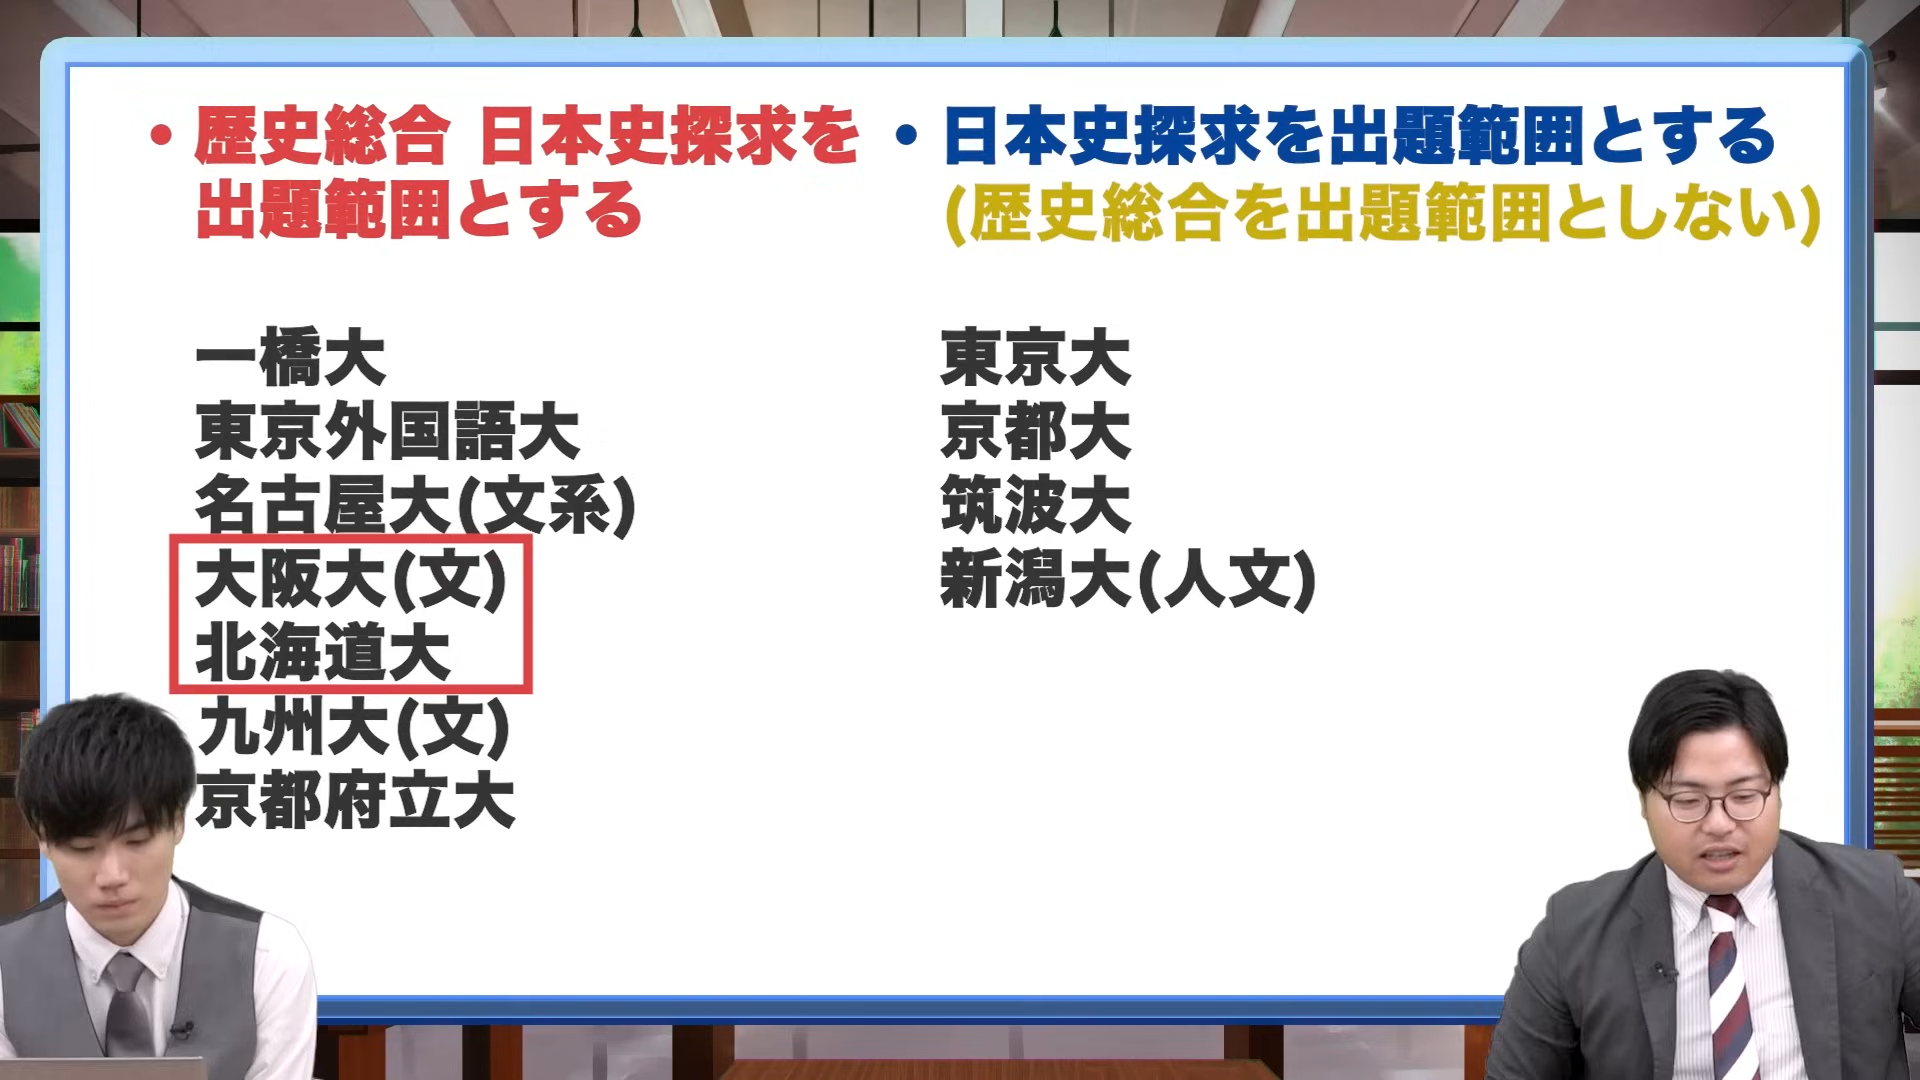 ・歴史総合 日本史探求を
出題範囲とする
一橋大
東京外国語大
名古屋大(文系)
大阪大(文)
北海道大
九州大(文)
京都府立大
・日本史探求を出題範囲とする
(歴史総合を出題範囲としない)
東京大
京都大
筑波大
新潟大(人文)